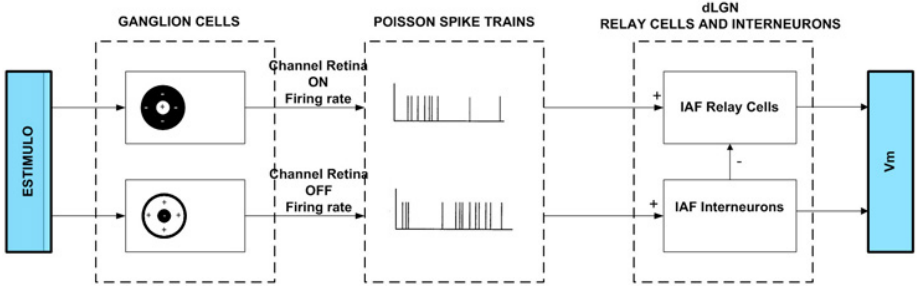 GANGLION CELLS
POISSON SPIKE TRAINS
dLGN
RELAY CELLS AND INTERNEURONS
ESTIMULO
- - + - -
Channel Retina
ON
Firing rate
+
IAF Relay Cells
-
+ + + +
-
Channel Retina
OFF
Firing rate
+
IAF Interneurons
Vm